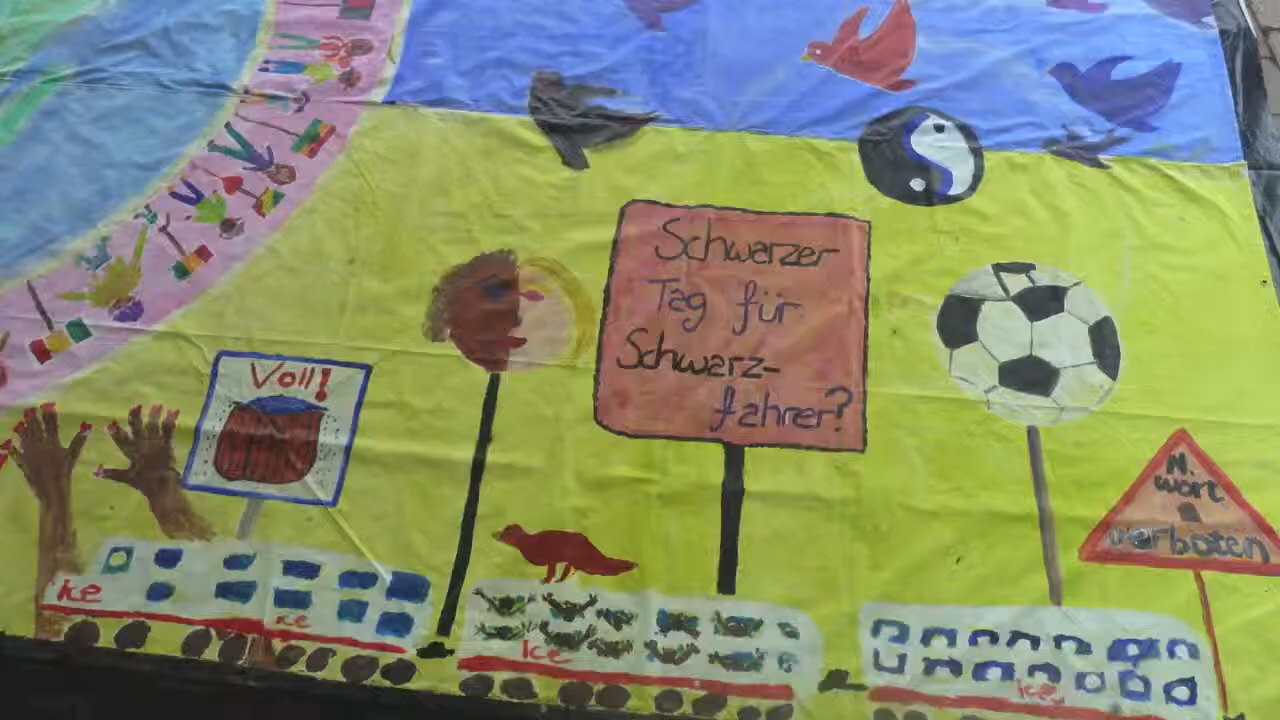 Schwarzer
Tag für
Schwarz-
fahrer?
Voll!
N.
wort
verboten
ice
ice
ice
ice